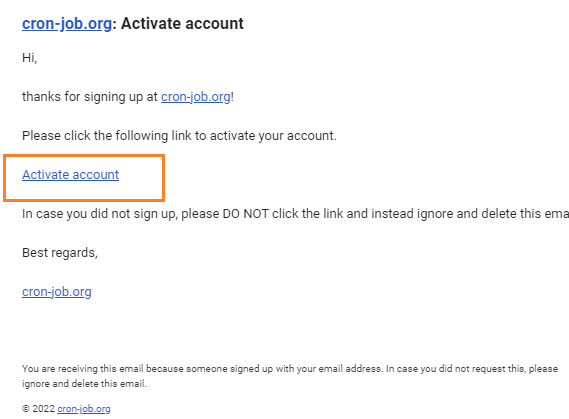 cron-job.org: Activate account
Hi,
thanks for signing up at cron-job.org!
Please click the following link to activate your account.
Activate account
In case you did not sign up, please DO NOT click the link and instead ignore and delete this ema
Best regards,
cron-job.org
You are receiving this email because someone signed up with your email address. In case you did not request this, please
ignore and delete this email.
© 2022 cron-job.org